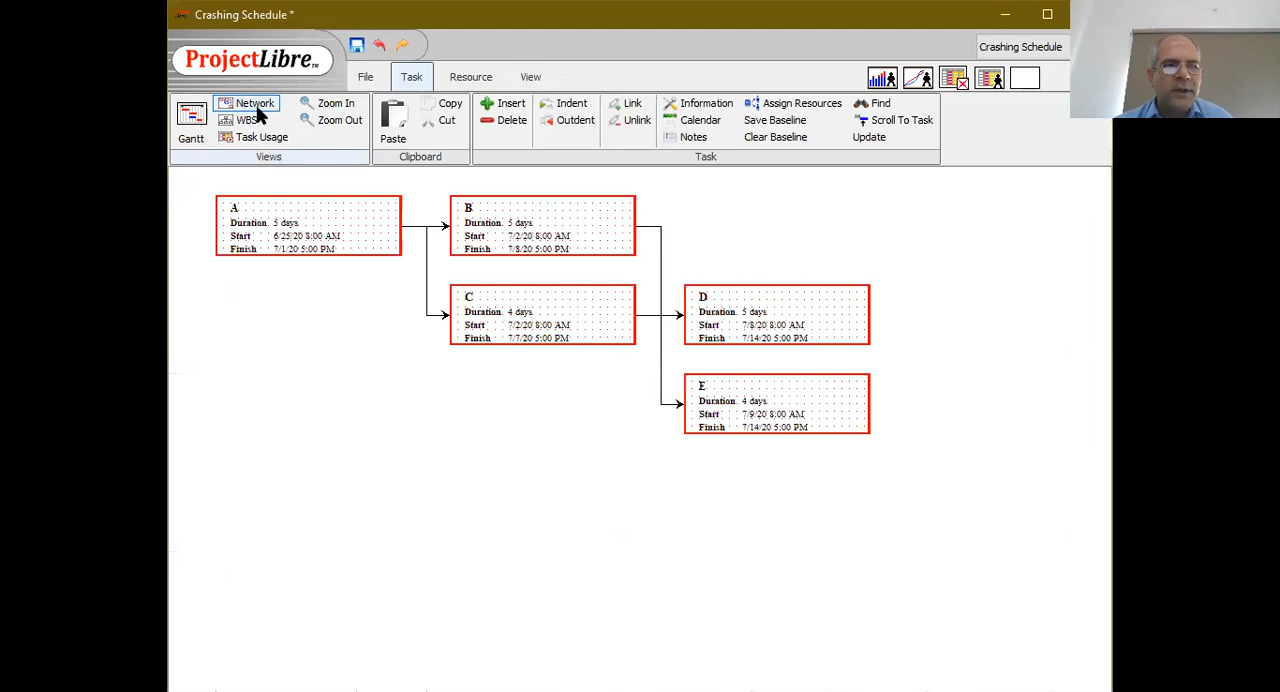 Crashing Schedule *
ProjectLibre™
Crashing Schedule
File Task Resource View
Network Zoom In Copy Insert Indent Link Information Assign Resources Find
WBS Zoom Out Cut Delete Outdent Unlink Calendar Save Baseline Scroll To Task
Gantt Task Usage Paste Notes Clear Baseline Update
Views Clipboard Task
A
Duration 5 days
Start 6/25/20 8:00 AM
Finish 7/1/20 5:00 PM
B
Duration 5 days
Start 7/2/20 8:00 AM
Finish 7/8/20 5:00 PM
C
Duration 4 days
Start 7/2/20 8:00 AM
Finish 7/7/20 5:00 PM
D
Duration 5 days
Start 7/8/20 8:00 AM
Finish 7/14/20 5:00 PM
E
Duration 4 days
Start 7/9/20 8:00 AM
Finish 7/14/20 5:00 PM